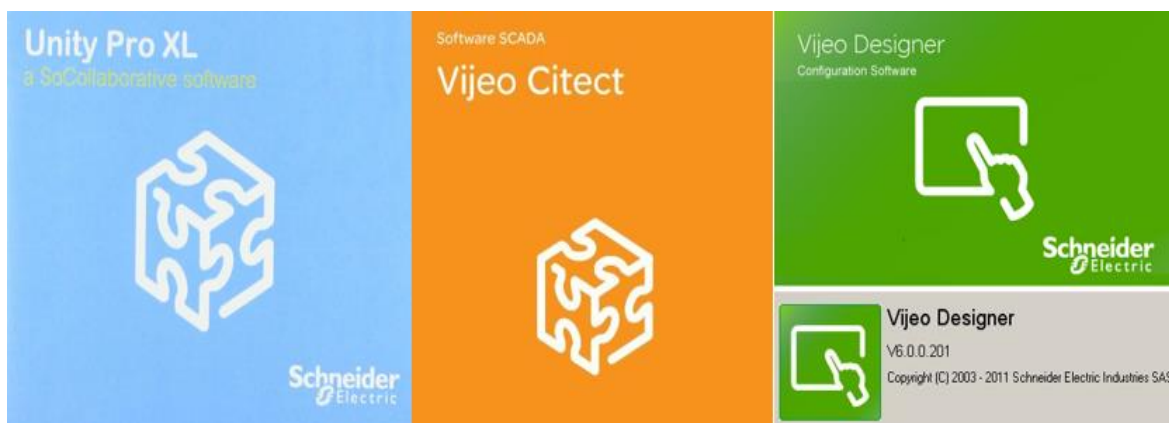 Unity Pro XL
a SoCollaborative software
Schneider
Electric
Software SCADA
Vijeo Citect
Vijeo Designer
Configuration Software
Schneider
Electric
Vijeo Designer
V6.0.0.201
Copyright (C) 2003 - 2011 Schneider Electric Industries SAS